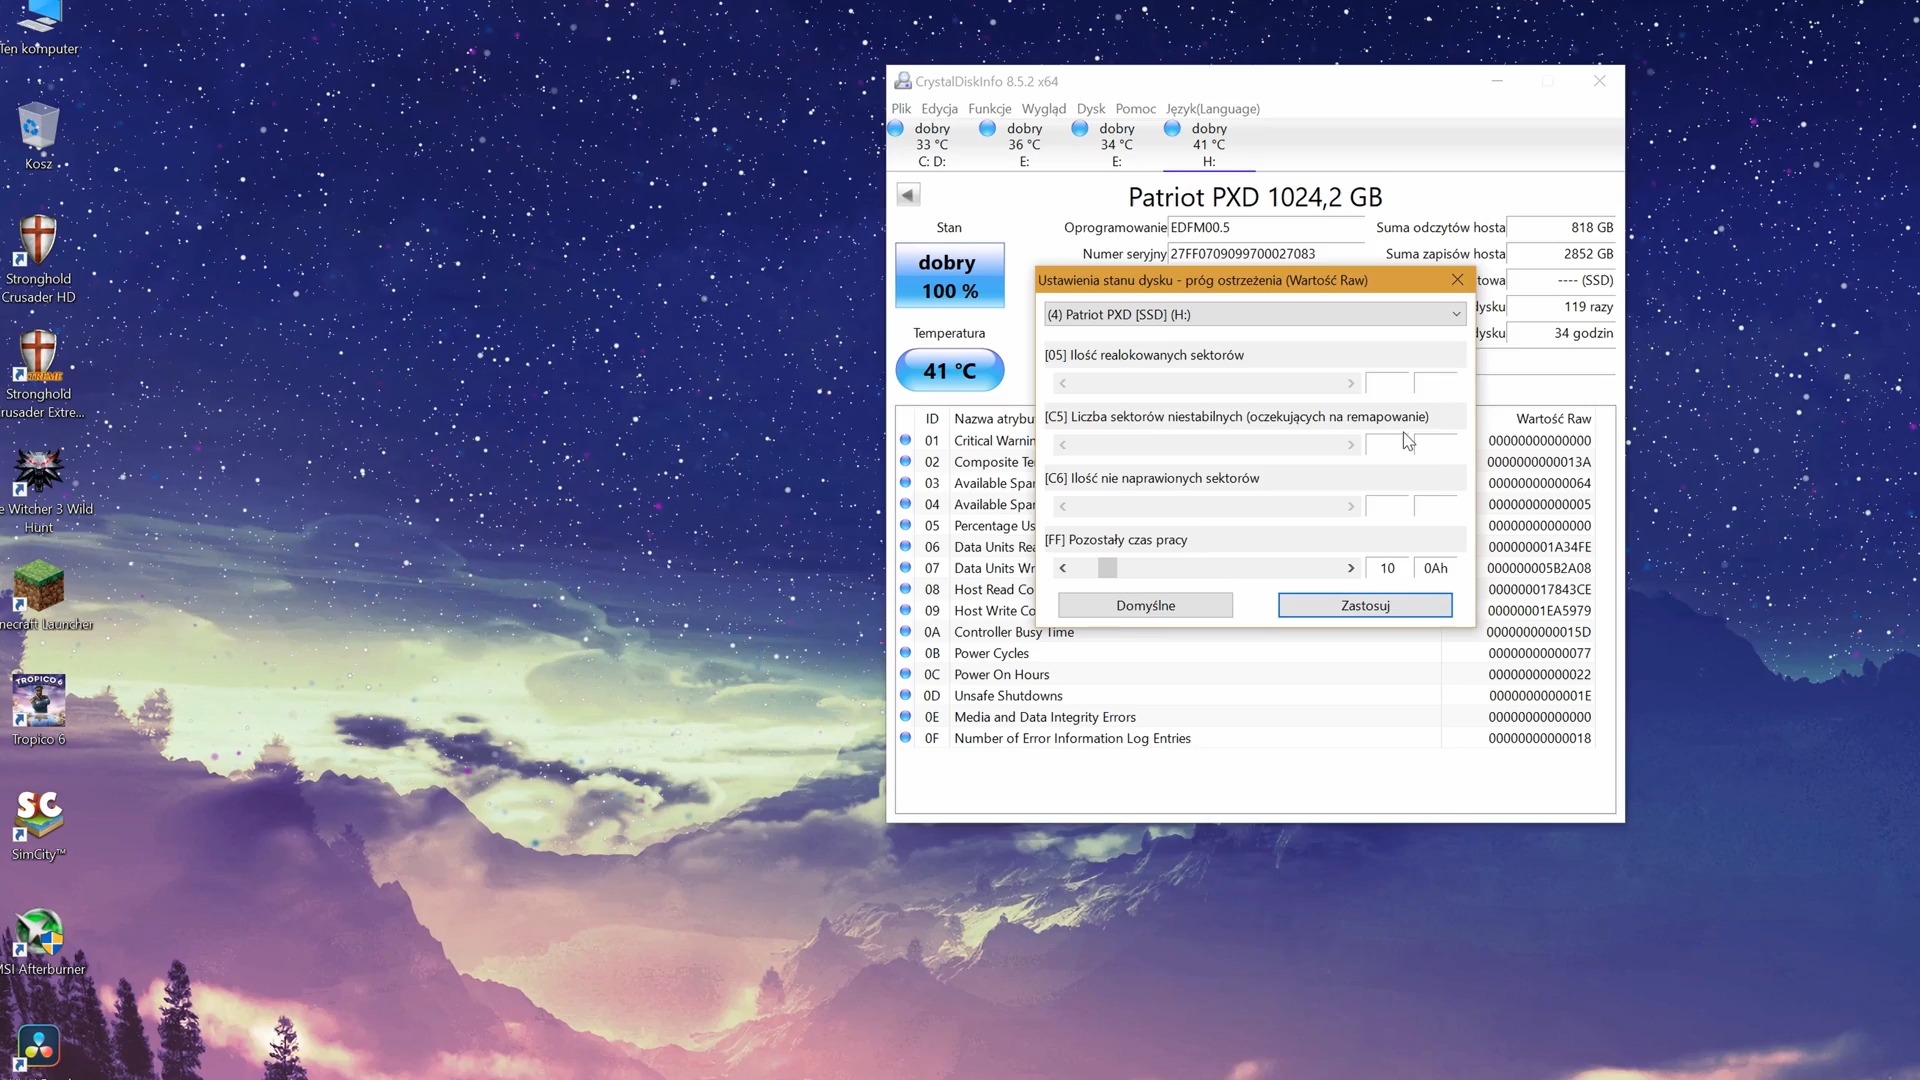 Ten komputer
Kosz
Stronghold
Crusader HD
XTREME
Stronghold
rusader Extre...
e Witcher 3 Wild
Hunt
necraft Launcher
TROPICO 6
Tropico 6
SC
SimCity™
MSI Afterburner
CrystalDiskInfo 8.5.2 x64
Plik Edycja Funkcje Wygląd Dysk Pomoc Język(Language)
dobry dobry dobry dobry
33 °C 36 °C 34 °C 41 °C
C: D: E: E: H:
Patriot PXD 1024,2 GB
Stan
dobry
100 %
Temperatura
41 °C
Oprogramowanie EDFM00.5
Numer seryjny 27FF0709099700027083
Suma odczytów hosta 818 GB
Suma zapisów hosta 2852 GB
towa ---- (SSD)
dysku 119 razy
dysku 34 godzin
Ustawienia stanu dysku - próg ostrzeżenia (Wartość Raw)
(4) Patriot PXD [SSD] (H:)
[05] Ilość realokowanych sektorów
[C5] Liczba sektorów niestabilnych (oczekujących na remapowanie)
[C6] Ilość nie naprawionych sektorów
[FF] Pozostały czas pracy
10 0Ah
Domyślne Zastosuj
ID Nazwa atrybu Wartość Raw
01 Critical Warnin 00000000000000
02 Composite Te 0000000000013A
03 Available Spar 00000000000064
04 Available Spar 00000000000005
05 Percentage Us 00000000000000
06 Data Units Rea 000000001A34FE
07 Data Units Wr 000000005B2A08
08 Host Read Co 000000017843CE
09 Host Write Co 00000001EA5979
0A Controller Busy Time 0000000000015D
0B Power Cycles 00000000000077
0C Power On Hours 00000000000022
0D Unsafe Shutdowns 0000000000001E
0E Media and Data Integrity Errors 00000000000000
0F Number of Error Information Log Entries 00000000000018